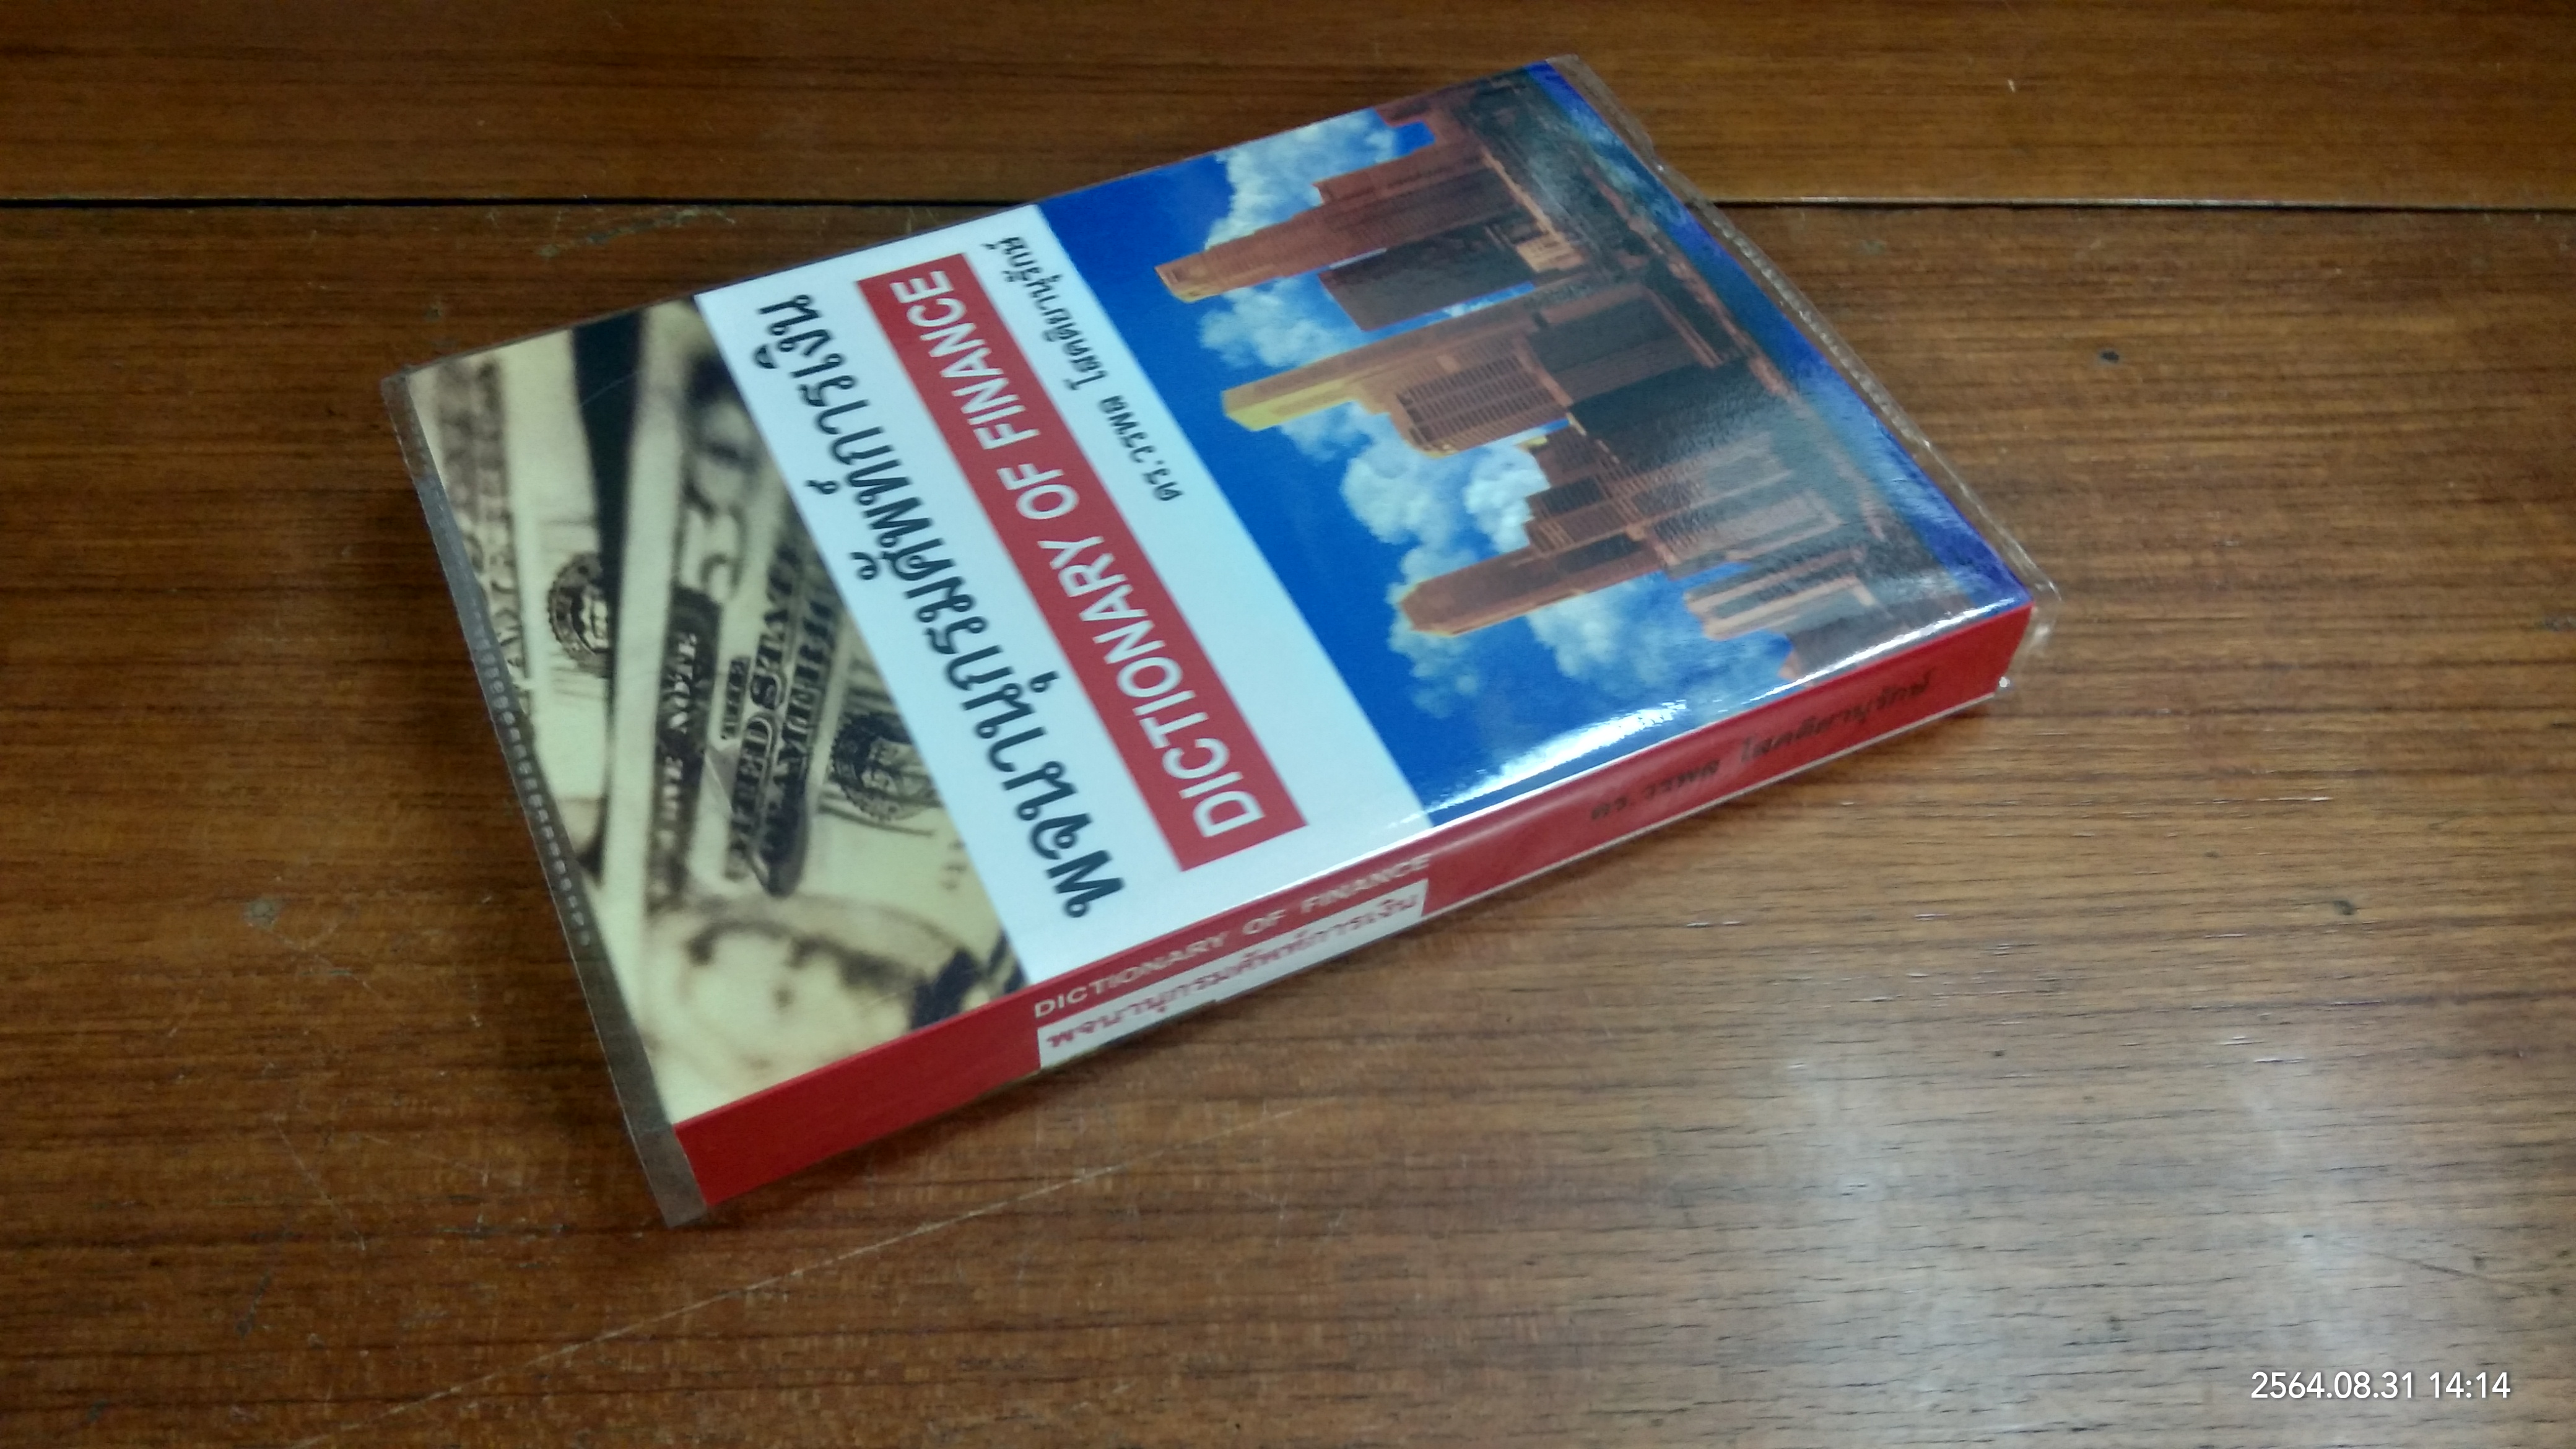 พจนานุกรมศัพท์การเงิน
DICTIONARY OF FINANCE
ดร.วรพล โสคติยานุรักษ์
DICTIONARY OF FINANCE
พจนานุกรมศัพท์การเงิน
ดร.วรพล โสคติยานุรักษ์
THE
2564.08.31 14:14